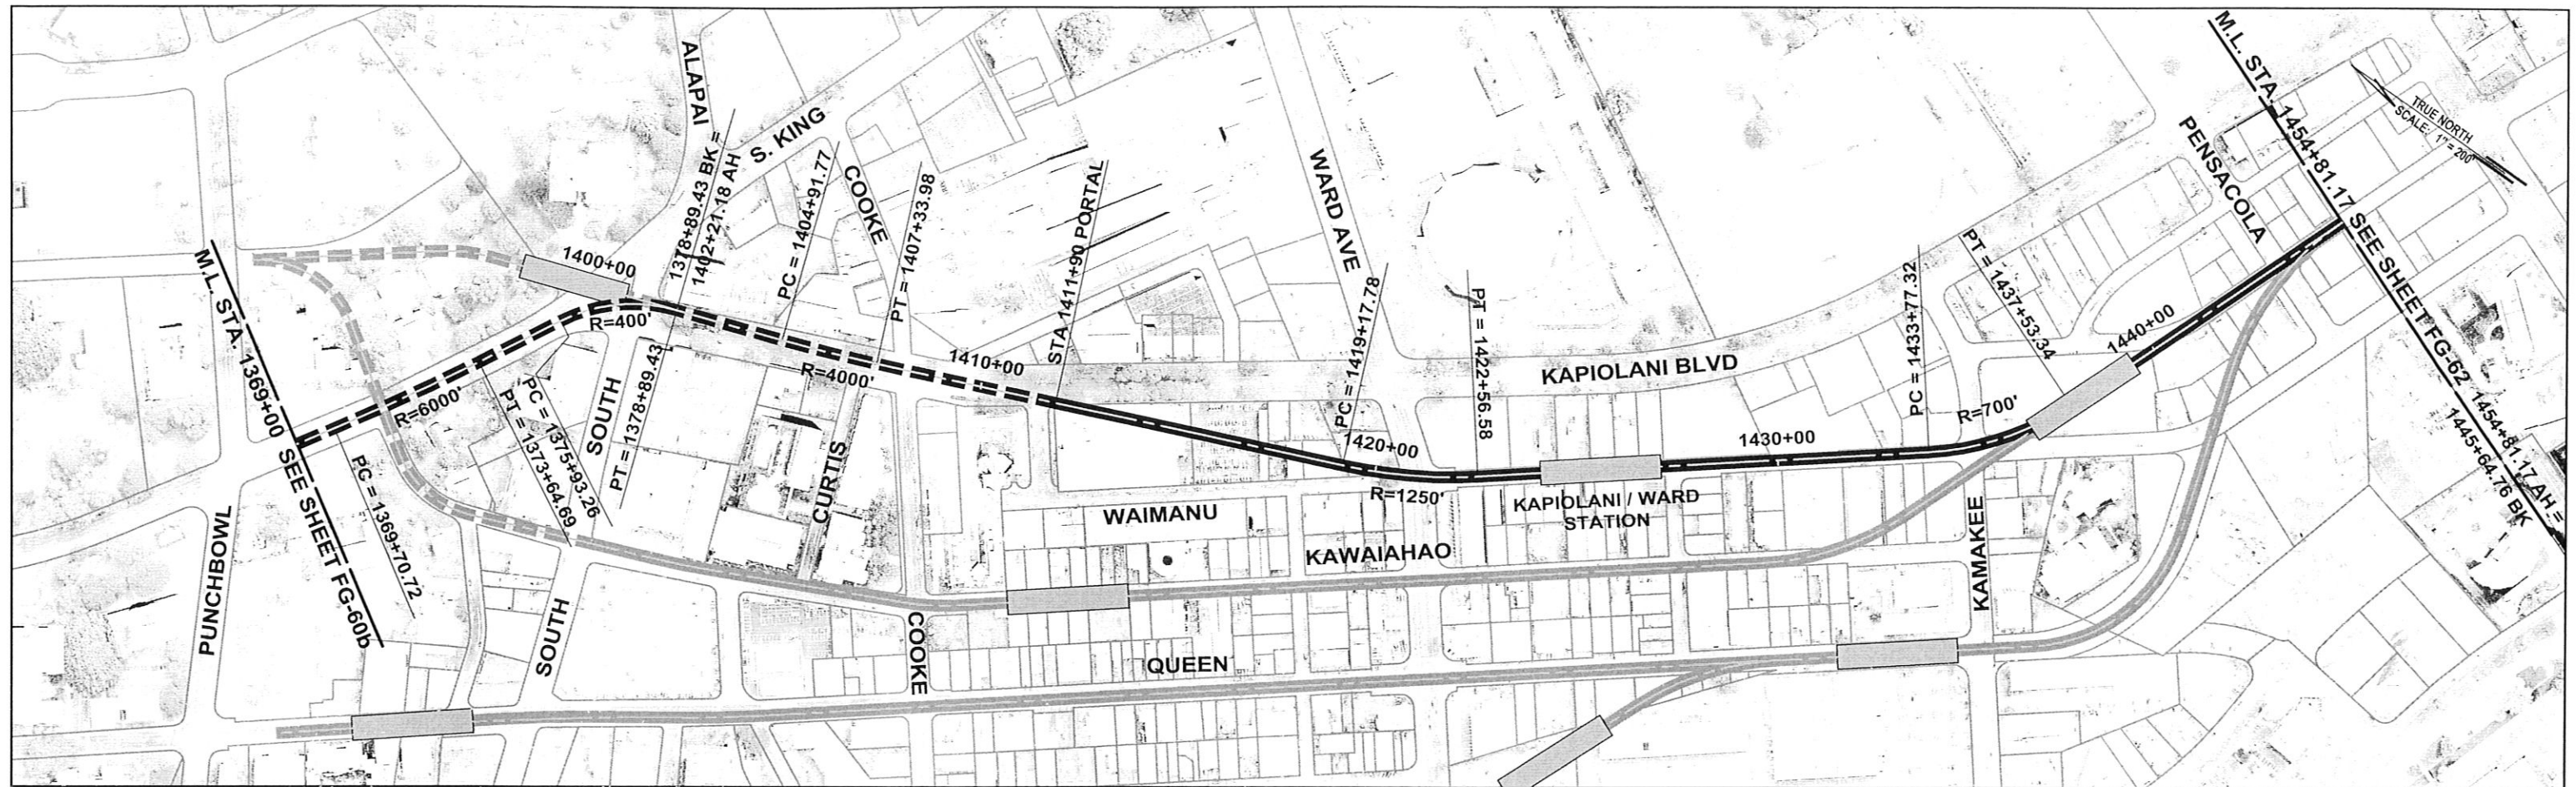 M.L. STA. 1369+00 SEE SHEET FG-60b
PUNCHBOWL
PC = 1369+70.72
R=6000'
PT = 1373+64.69
PC = 1375+93.26
SOUTH
PT = 1378+89.43
R=400'
1400+00
ALAPAI
1378+89.43 BK =
1402+21.18 AH
S. KING
PC = 1404+91.77
COOKE
PT = 1407+33.98
R=4000'
1410+00
STA 1411+90 PORTAL
CURTIS
SOUTH
COOKE
WARD AVE
PC = 1419+17.78
1420+00
R=1250'
PT = 1422+56.58
KAPIOLANI BLVD
KAPIOLANI / WARD
STATION
WAIMANU
KAWAIAHAO
QUEEN
1430+00
PC = 1433+77.32
R=700'
PT = 1437+53.34
KAMAKEE
1440+00
PENSACOLA
M.L. STA. 1454+81.17 SEE SHEET FG-62
1454+81.17 AH =
1445+64.76 BK
TRUE NORTH
SCALE: 1" = 200'